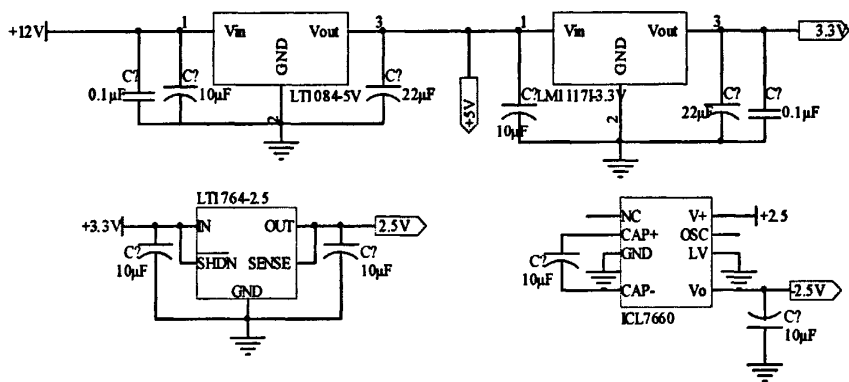 +12V
1
Vin
Vout
GND
3
C?
0.1μF
C?
10μF
LT1084-5V
2
C?
22μF
+5V
1
Vin
Vout
GND
3
3.3V
C?
10μF
LM1117I-3.3V
2
C?
22μF
C?
0.1μF
LT1764-2.5
+3.3V
IN
OUT
2.5V
C?
10μF
SHDN
SENSE
GND
C?
10μF
NC
V+
+2.5
CAP+
OSC
GND
LV
C?
10μF
CAP-
Vo
-2.5V
ICL7660
C?
10μF